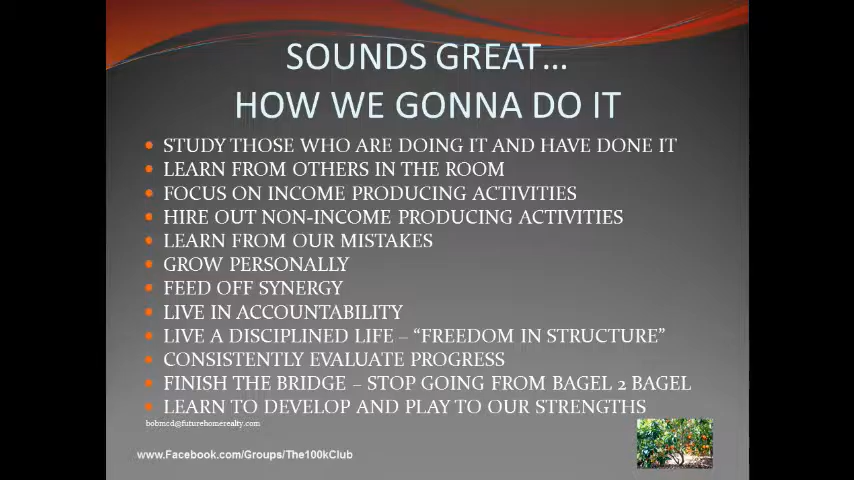 SOUNDS GREAT...
HOW WE GONNA DO IT
STUDY THOSE WHO ARE DOING IT AND HAVE DONE IT
LEARN FROM OTHERS IN THE ROOM
FOCUS ON INCOME PRODUCING ACTIVITIES
HIRE OUT NON-INCOME PRODUCING ACTIVITIES
LEARN FROM OUR MISTAKES
GROW PERSONALLY
FEED OFF SYNERGY
LIVE IN ACCOUNTABILITY
LIVE A DISCIPLINED LIFE – “FREEDOM IN STRUCTURE”
CONSISTENTLY EVALUATE PROGRESS
FINISH THE BRIDGE – STOP GOING FROM BAGEL 2 BAGEL
LEARN TO DEVELOP AND PLAY TO OUR STRENGTHS
bobmcd@futurehomerealty.com
www.Facebook.com/Groups/The100kClub